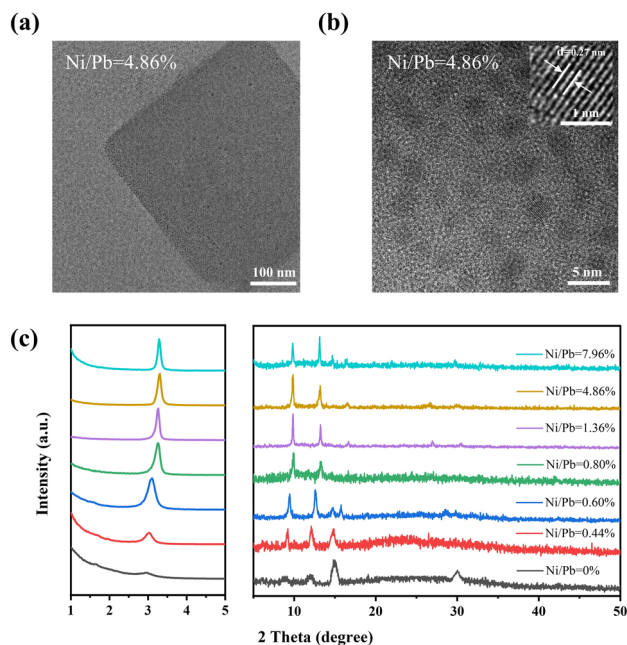 (a)
(b)
Ni/Pb=4.86%
100 nm
Ni/Pb=4.86%
d=0.27 nm
1 nm
5 nm
(c)
Intensity (a.u.)
1 2 3 4 5
Ni/Pb=7.96%
Ni/Pb=4.86%
Ni/Pb=1.36%
Ni/Pb=0.80%
Ni/Pb=0.60%
Ni/Pb=0.44%
Ni/Pb=0%
10 20 30 40 50
2 Theta (degree)